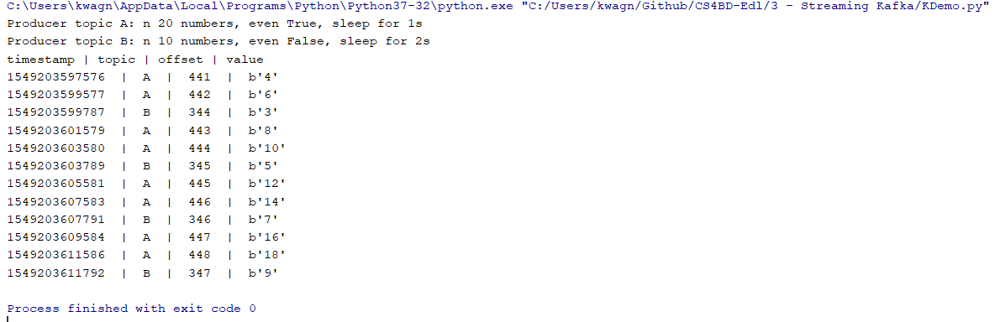 C:\Users\kwagn\AppData\Local\Programs\Python\Python37-32\python.exe "C:/Users/kwagn/Github/CS4BD-Edl/3 - Streaming Kafka/KDemo.py"
Producer topic A: n 20 numbers, even True, sleep for 1s
Producer topic B: n 10 numbers, even False, sleep for 2s
timestamp | topic | offset | value
1549203597576 | A | 441 | b'4'
1549203599577 | A | 442 | b'6'
1549203599787 | B | 344 | b'3'
1549203601579 | A | 443 | b'8'
1549203603580 | A | 444 | b'10'
1549203603789 | B | 345 | b'5'
1549203605581 | A | 445 | b'12'
1549203607583 | A | 446 | b'14'
1549203607791 | B | 346 | b'7'
1549203609584 | A | 447 | b'16'
1549203611586 | A | 448 | b'18'
1549203611792 | B | 347 | b'9'
Process finished with exit code 0